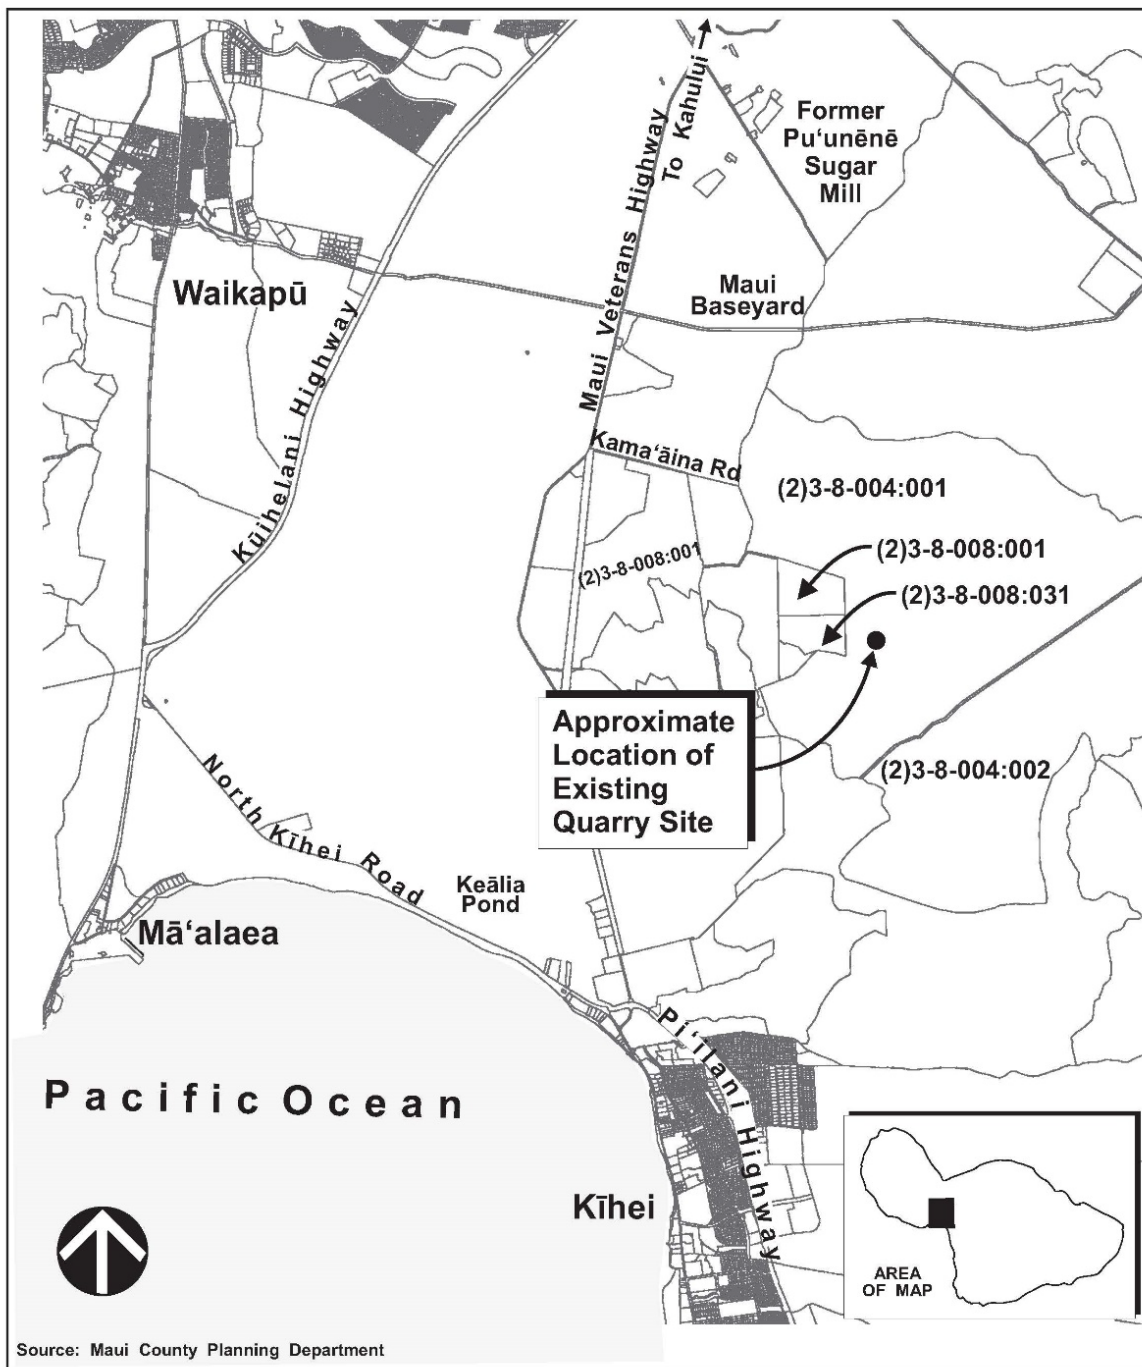 To Kahului
Former
Pu‘unēnē
Sugar
Mill
Maui Veterans Highway
Waikapū
Maui
Baseyard
Kūihelani Highway
Kama‘āina Rd
(2)3-8-004:001
(2)3-8-008:001
(2)3-8-008:001
(2)3-8-008:031
Approximate
Location of
Existing
Quarry Site
(2)3-8-004:002
North Kīhei Road
Keālia
Pond
Mā‘alaea
Pi‘ilani Highway
Pacific Ocean
Kīhei
AREA
OF MAP
Source: Maui County Planning Department